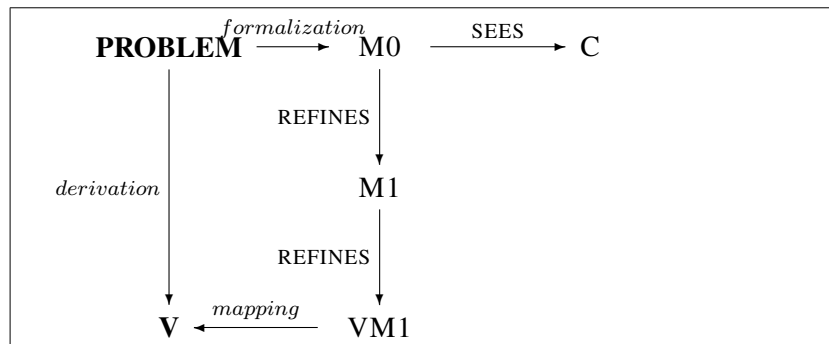 PROBLEM formalization M0 SEES C
REFINES
M1
derivation
REFINES
V mapping VM1